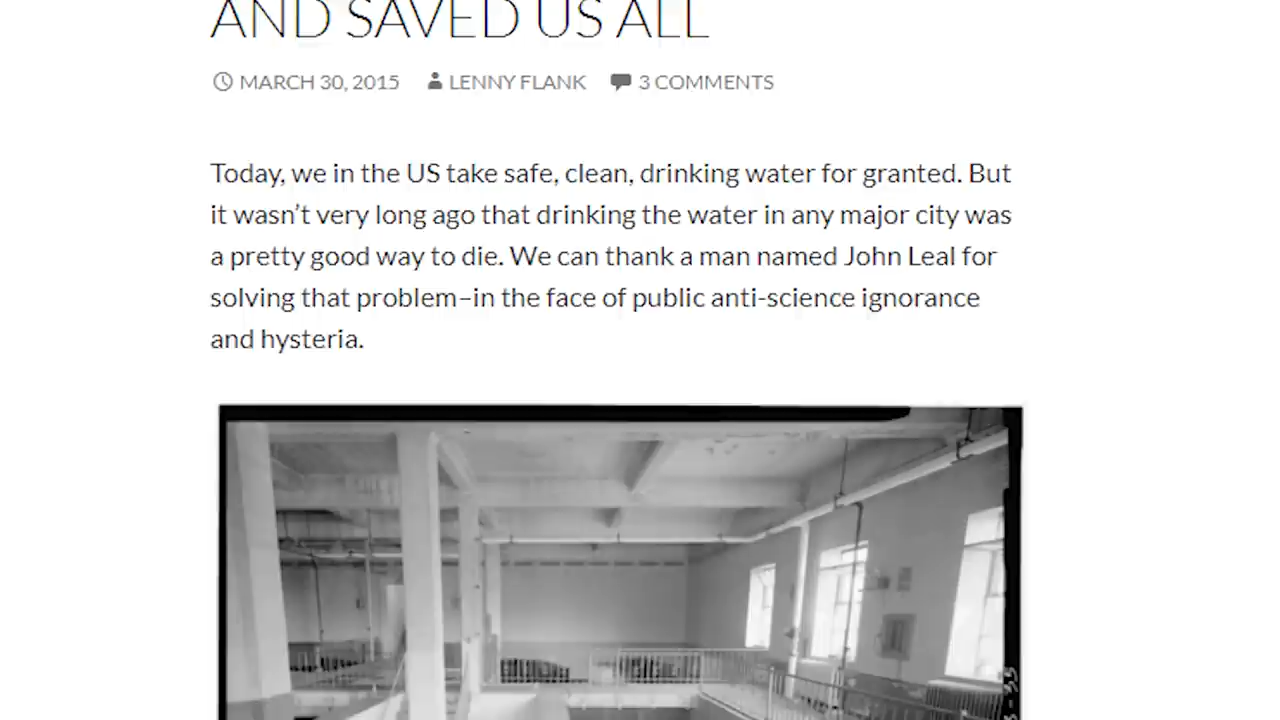 AND SAVED US ALL
MARCH 30, 2015 LENNY FLANK 3 COMMENTS
Today, we in the US take safe, clean, drinking water for granted. But
it wasn’t very long ago that drinking the water in any major city was
a pretty good way to die. We can thank a man named John Leal for
solving that problem–in the face of public anti-science ignorance
and hysteria.